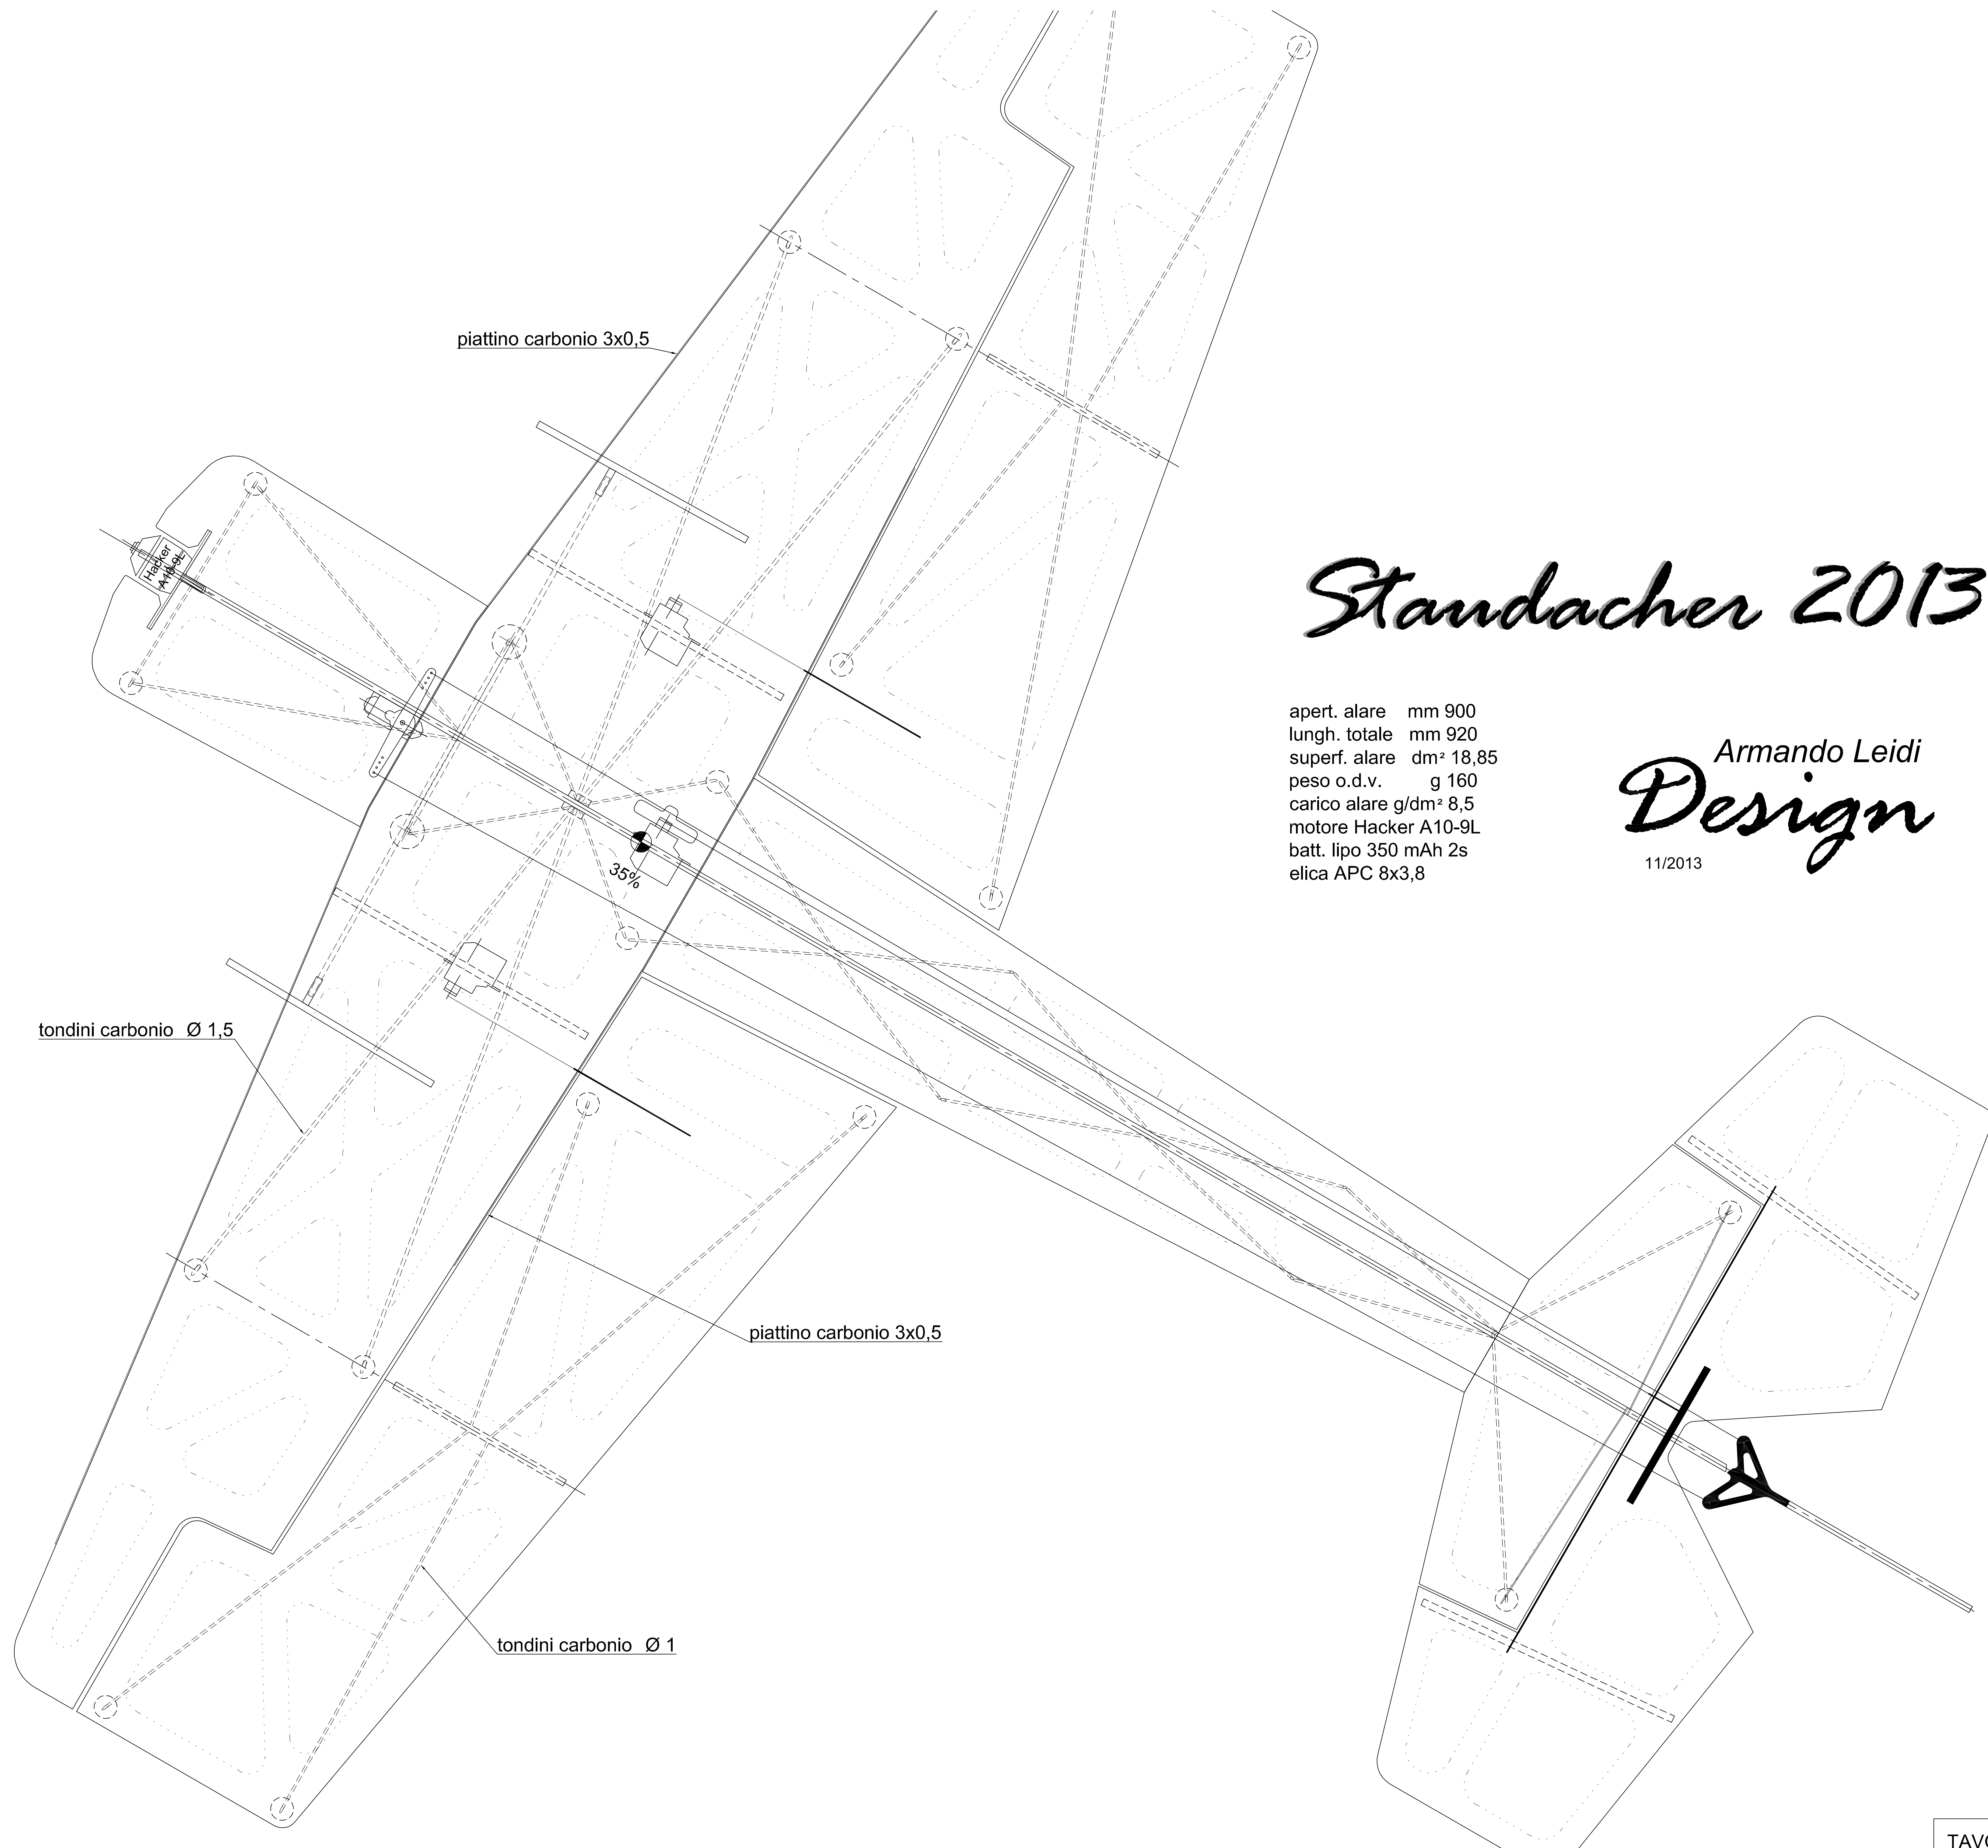 piattino carbonio 3x0,5
Hacker
A10-9L
Standacher 2013
apert. alare mm 900
lungh. totale mm 920
superf. alare dm² 18,85
peso o.d.v. g 160
carico alare g/dm² 8,5
motore Hacker A10-9L
batt. lipo 350 mAh 2s
elica APC 8x3,8
Armando Leidi
Design
11/2013
35%
tondini carbonio Ø 1,5
piattino carbonio 3x0,5
tondini carbonio Ø 1